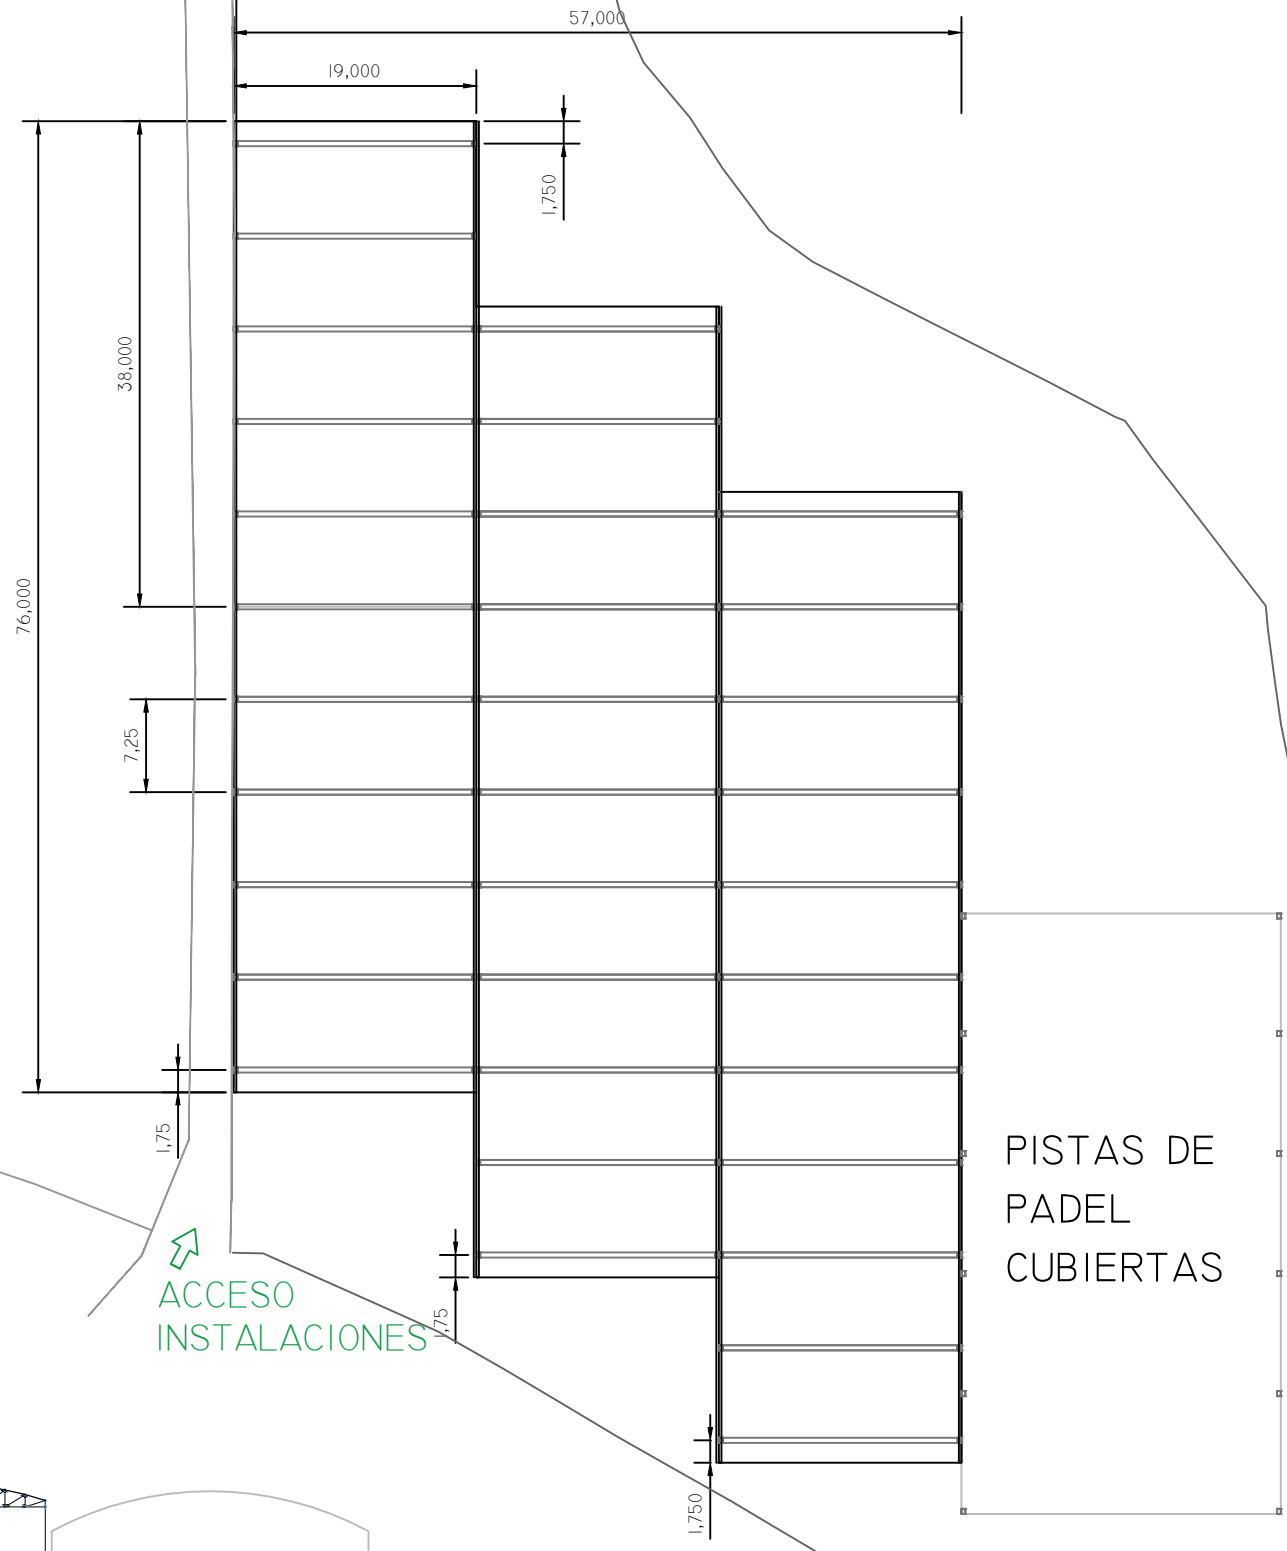 57,000
19,000
1,750
38,000
76,000
7,25
1,75
PISTAS DE
PADEL
CUBIERTAS
ACCESO
INSTALACIONES
1,75
1,750